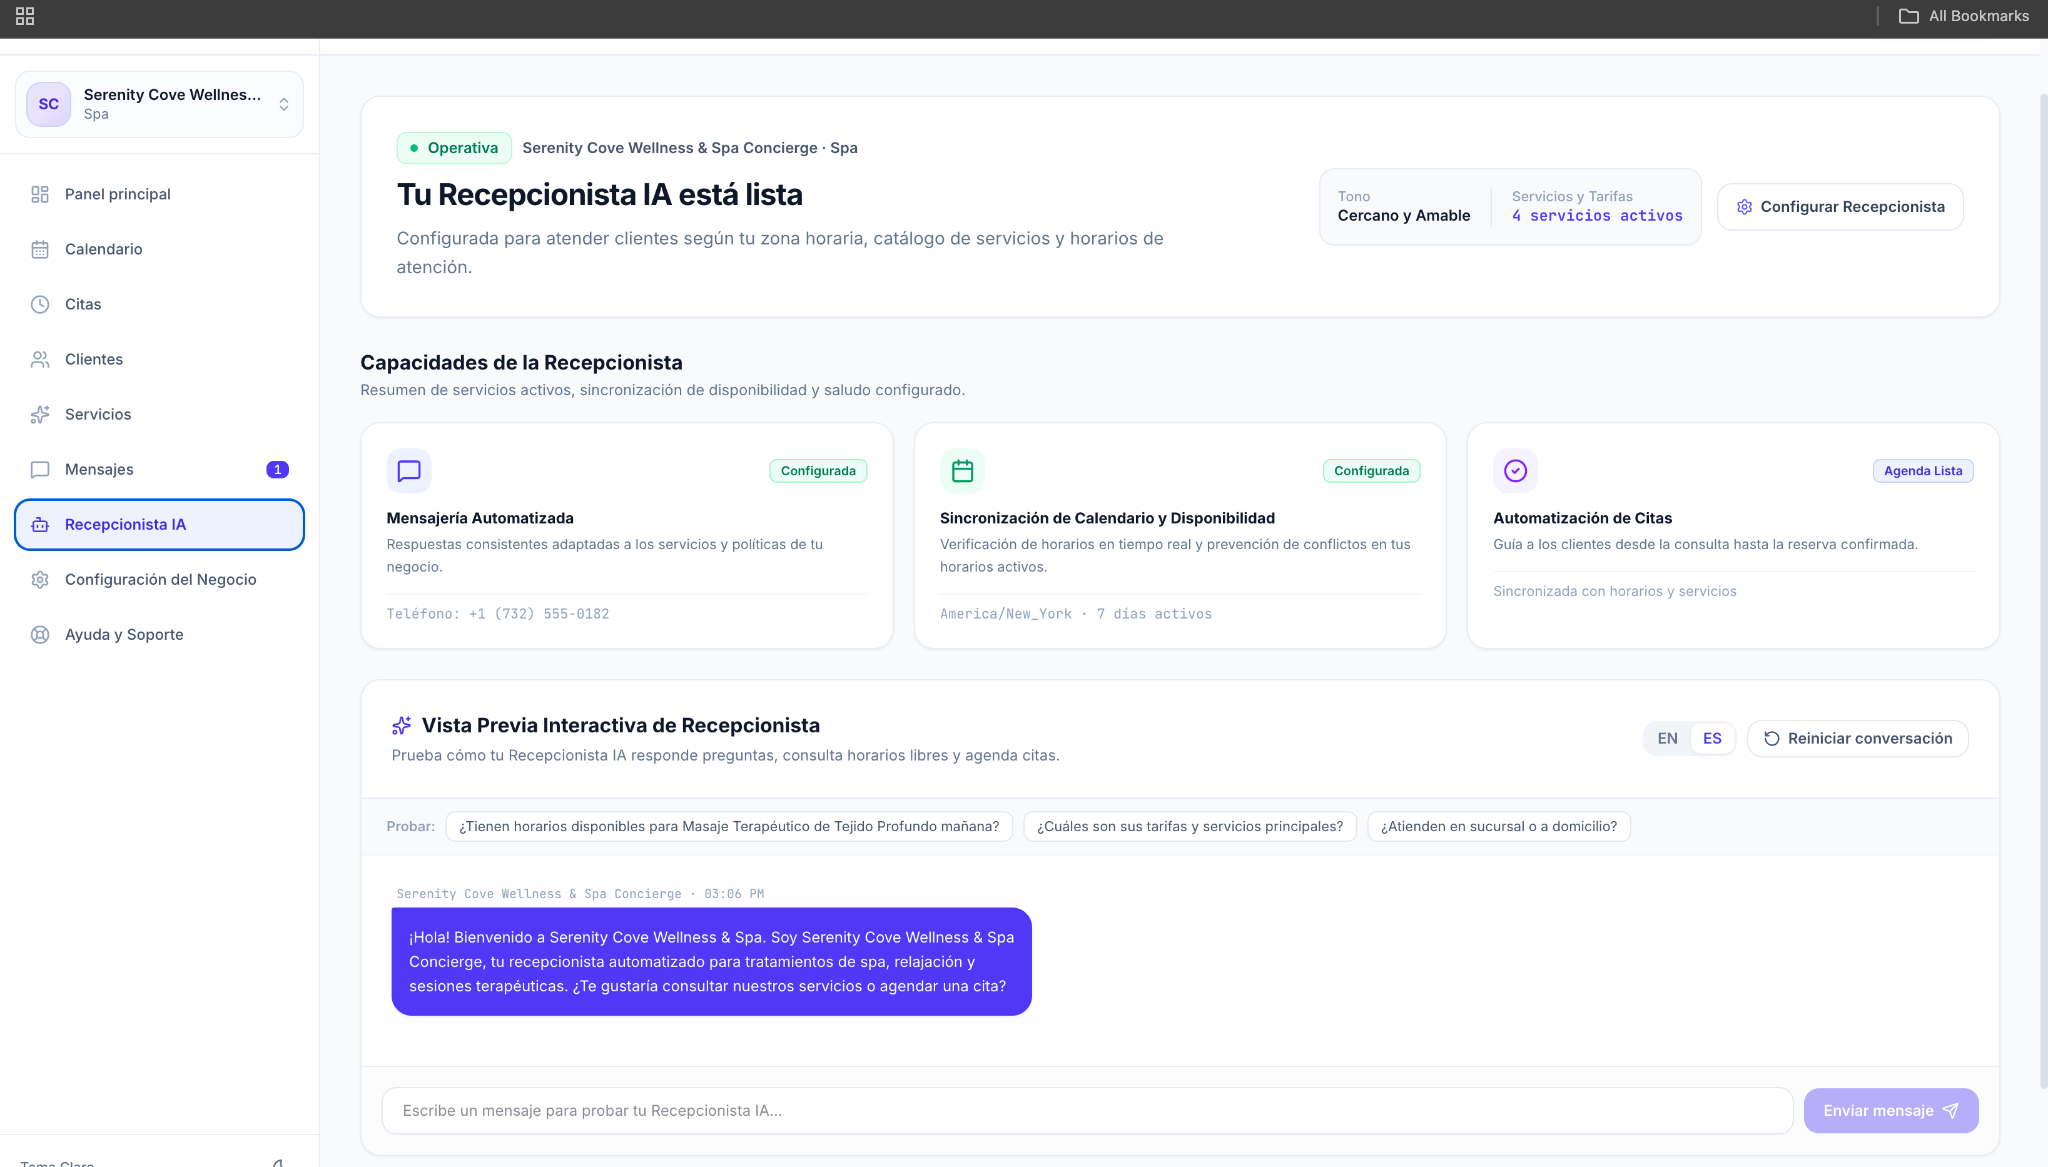 All Bookmarks
SC
Serenity Cove Wellnes...
Spa
Panel principal
Calendario
Citas
Clientes
Servicios
Mensajes
1
Recepcionista IA
Configuración del Negocio
Ayuda y Soporte
Operativa
Serenity Cove Wellness & Spa Concierge · Spa
Tu Recepcionista IA está lista
Configurada para atender clientes según tu zona horaria, catálogo de servicios y horarios de
atención.
Tono
Cercano y Amable
Servicios y Tarifas
4 servicios activos
Configurar Recepcionista
Capacidades de la Recepcionista
Resumen de servicios activos, sincronización de disponibilidad y saludo configurado.
Configurada
Mensajería Automatizada
Respuestas consistentes adaptadas a los servicios y políticas de tu
negocio.
Teléfono: +1 (732) 555-0182
Configurada
Sincronización de Calendario y Disponibilidad
Verificación de horarios en tiempo real y prevención de conflictos en tus
horarios activos.
America/New_York · 7 días activos
Agenda Lista
Automatización de Citas
Guía a los clientes desde la consulta hasta la reserva confirmada.
Sincronizada con horarios y servicios
Vista Previa Interactiva de Recepcionista
Prueba cómo tu Recepcionista IA responde preguntas, consulta horarios libres y agenda citas.
EN
ES
Reiniciar conversación
Probar:
¿Tienen horarios disponibles para Masaje Terapéutico de Tejido Profundo mañana?
¿Cuáles son sus tarifas y servicios principales?
¿Atienden en sucursal o a domicilio?
Serenity Cove Wellness & Spa Concierge · 03:06 PM
¡Hola! Bienvenido a Serenity Cove Wellness & Spa. Soy Serenity Cove Wellness & Spa
Concierge, tu recepcionista automatizado para tratamientos de spa, relajación y
sesiones terapéuticas. ¿Te gustaría consultar nuestros servicios o agendar una cita?
Escribe un mensaje para probar tu Recepcionista IA...
Enviar mensaje
Tema Claro